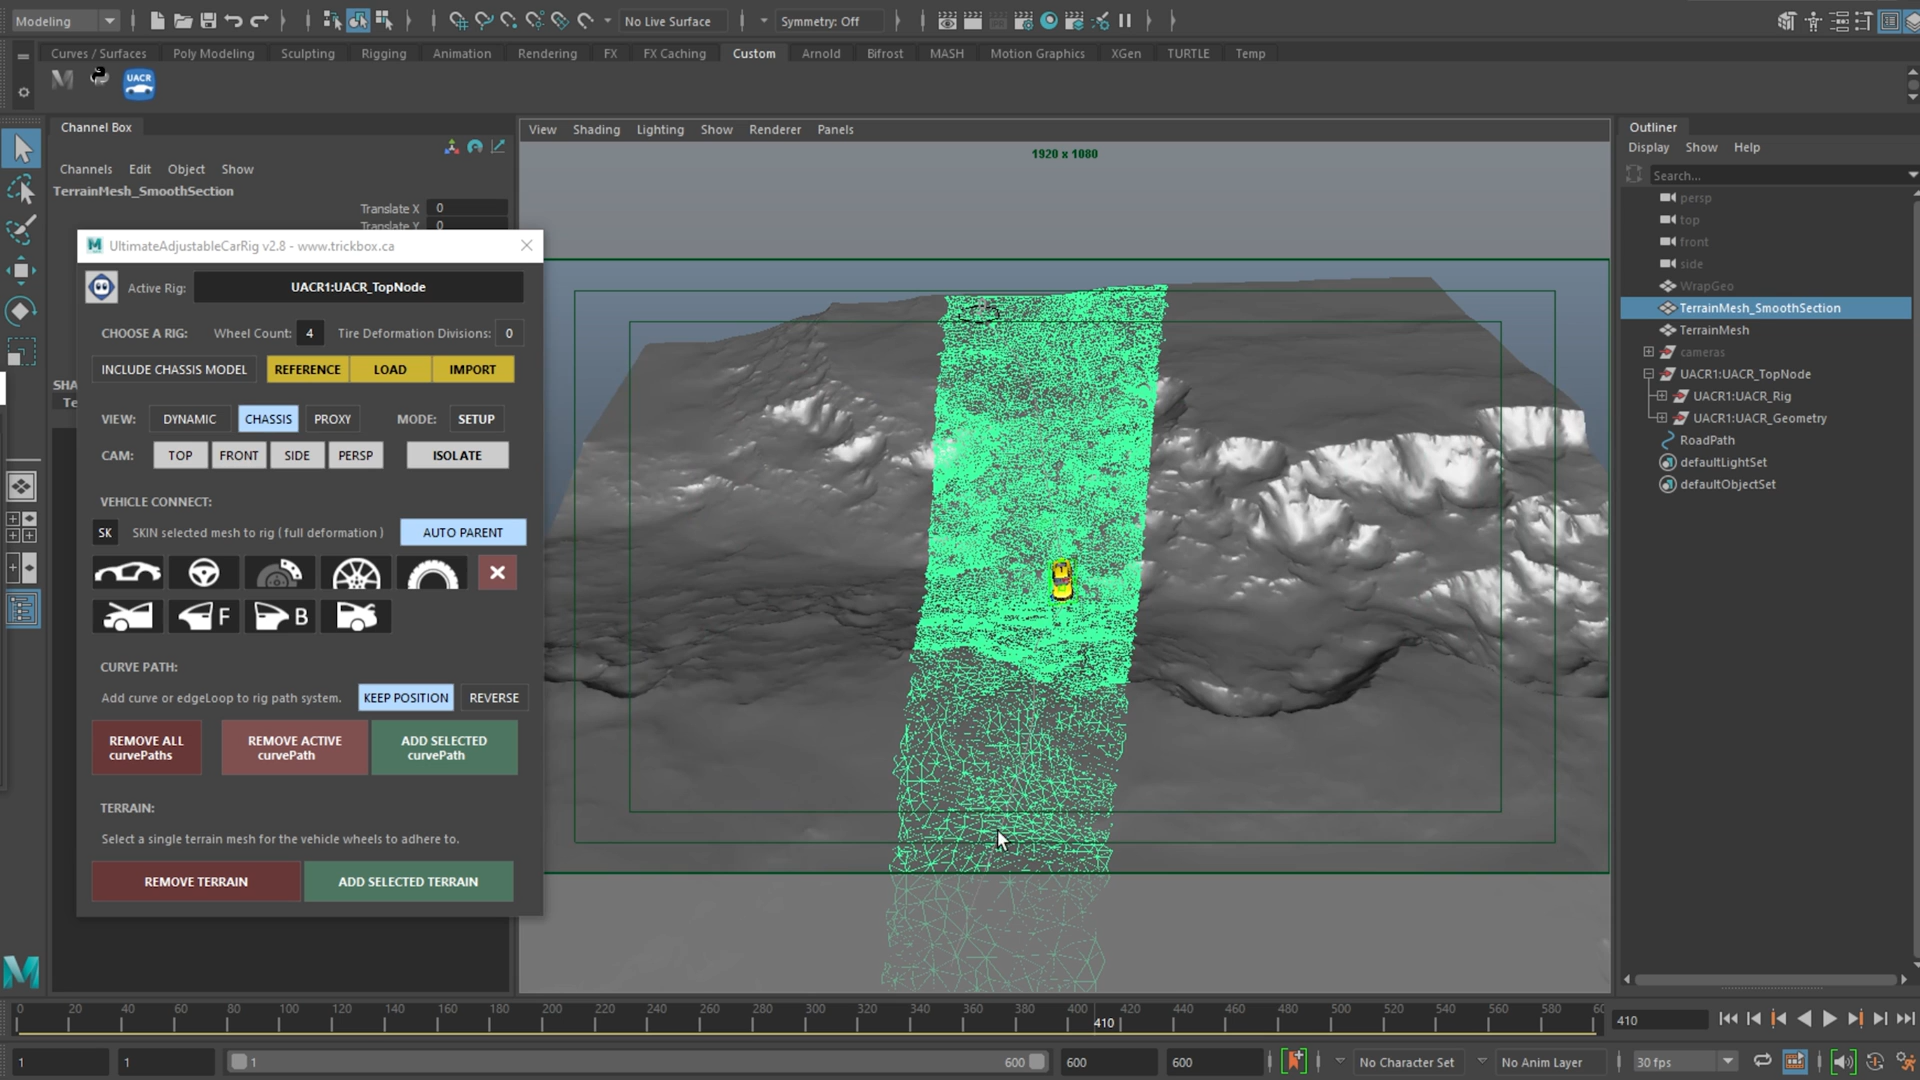 Modeling No Live Surface Symmetry: Off
Curves / Surfaces Poly Modeling Sculpting Rigging Animation Rendering FX FX Caching Custom Arnold Bifrost MASH Motion Graphics XGen TURTLE Temp
UACR
Channel Box
Channels Edit Object Show
TerrainMesh_SmoothSection
Translate X 0
Translate Y 0
UltimateAdjustableCarRig v2.8 - www.trickbox.ca
Active Rig: UACR1:UACR_TopNode
CHOOSE A RIG: Wheel Count: 4 Tire Deformation Divisions: 0
INCLUDE CHASSIS MODEL REFERENCE LOAD IMPORT
VIEW: DYNAMIC CHASSIS PROXY MODE: SETUP
CAM: TOP FRONT SIDE PERSP ISOLATE
VEHICLE CONNECT:
SK SKIN selected mesh to rig ( full deformation ) AUTO PARENT
F B
CURVE PATH:
Add curve or edgeLoop to rig path system. KEEP POSITION REVERSE
REMOVE ALL curvePaths
REMOVE ACTIVE curvePath
ADD SELECTED curvePath
TERRAIN:
Select a single terrain mesh for the vehicle wheels to adhere to.
REMOVE TERRAIN ADD SELECTED TERRAIN
SHA
Te
View Shading Lighting Show Renderer Panels
1920 x 1080
Outliner
Display Show Help
Search...
persp
top
front
side
WrapGeo
TerrainMesh_SmoothSection
TerrainMesh
cameras
UACR1:UACR_TopNode
UACR1:UACR_Rig
UACR1:UACR_Geometry
RoadPath
defaultLightSet
defaultObjectSet
0 20 40 60 80 100 120 140 160 180 200 220 240 260 280 300 320 340 360 380 400 420 440 460 480 500 520 540 560 580 60
410
410
1 1 1 600 600 600 No Character Set No Anim Layer 30 fps